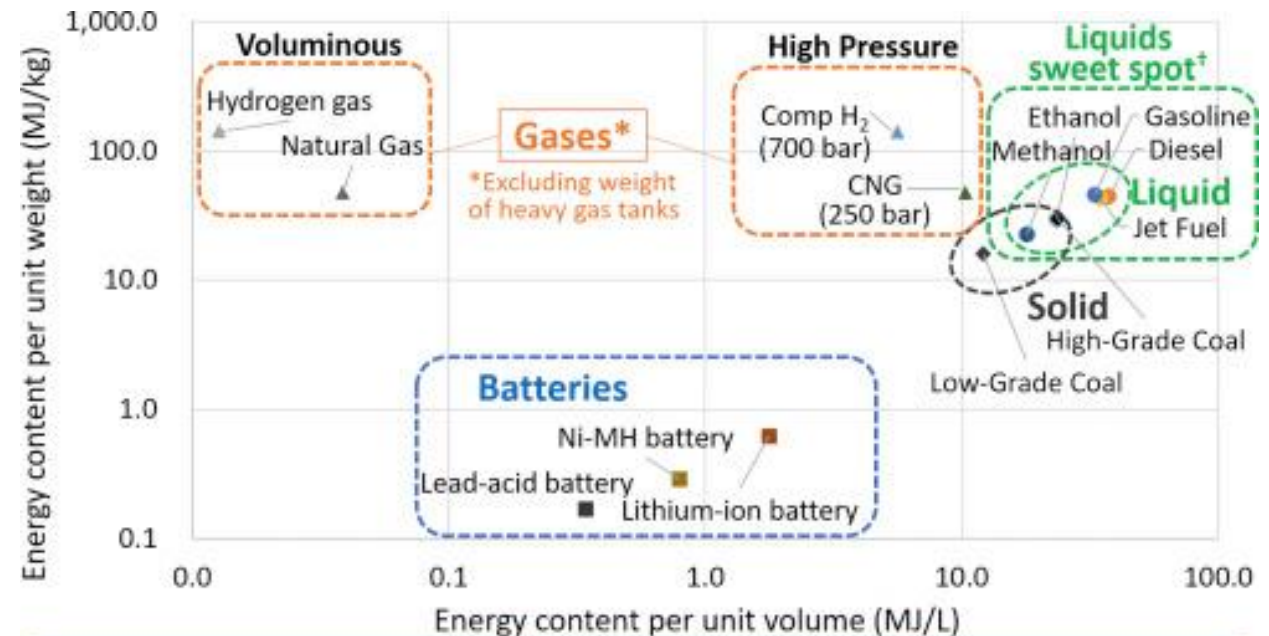 Energy content per unit weight (MJ/kg)
1,000.0
100.0
10.0
1.0
0.1
Voluminous
Hydrogen gas
Natural Gas
Gases*
*Excluding weight
of heavy gas tanks
High Pressure
Comp H₂
(700 bar)
CNG
(250 bar)
Liquids
sweet spot†
Ethanol
Gasoline
Methanol
Diesel
Liquid
Jet Fuel
Solid
High-Grade Coal
Low-Grade Coal
Batteries
Ni-MH battery
Lead-acid battery
Lithium-ion battery
0.0
0.1
1.0
10.0
100.0
Energy content per unit volume (MJ/L)